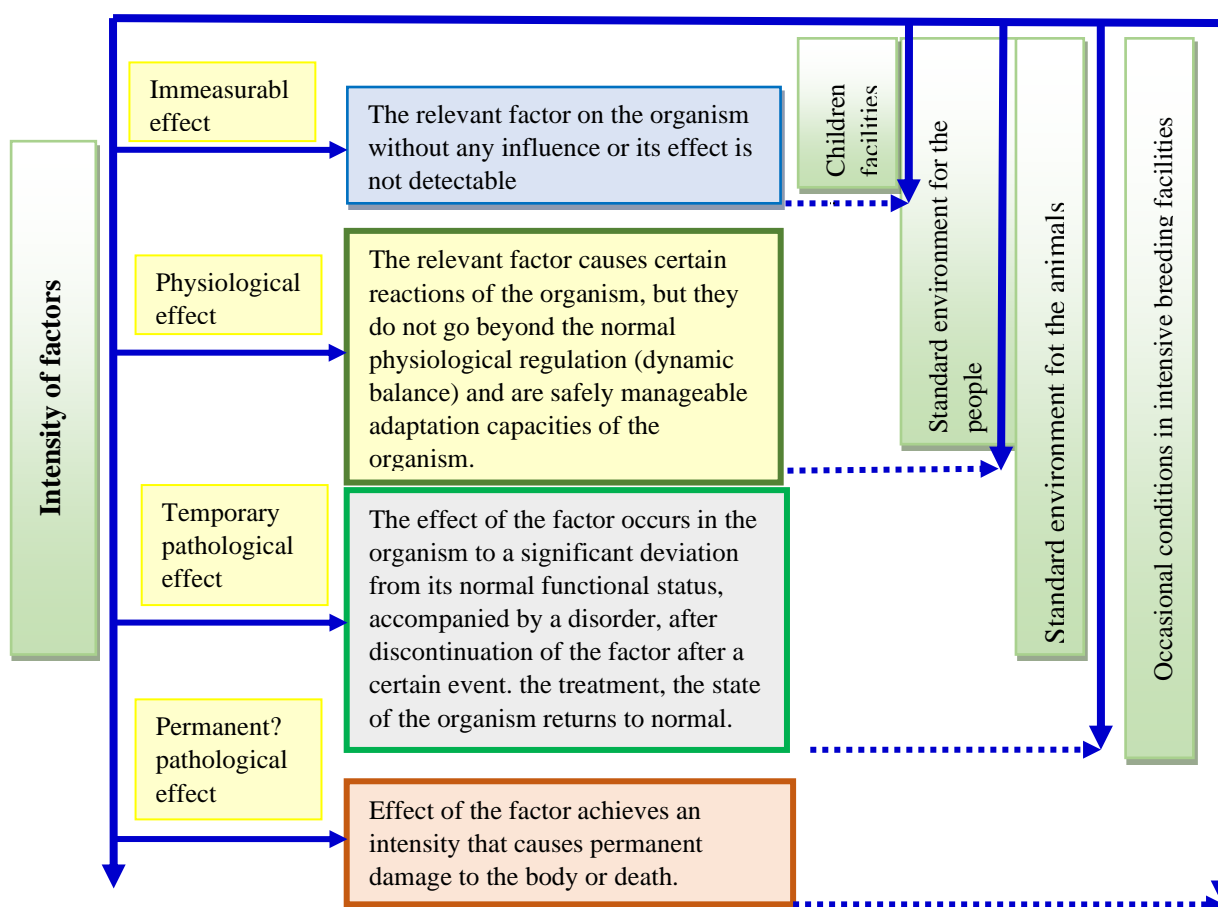 Immeasurabl
effect
The relevant factor on the organism
without any influence or its effect is
not detectable
Children
facilities
Standard environment for the
people
Standard environment fot the animals
Occasional conditions in intensive breeding facilities
Intensity of factors
Physiological
effect
The relevant factor causes certain
reactions of the organism, but they
do not go beyond the normal
physiological regulation (dynamic
balance) and are safely manageable
adaptation capacities of the
organism.
Temporary
pathological
effect
The effect of the factor occurs in the
organism to a significant deviation
from its normal functional status,
accompanied by a disorder, after
discontinuation of the factor after a
certain event. the treatment, the state
of the organism returns to normal.
Permanent?
pathological
effect
Effect of the factor achieves an
intensity that causes permanent
damage to the body or death.